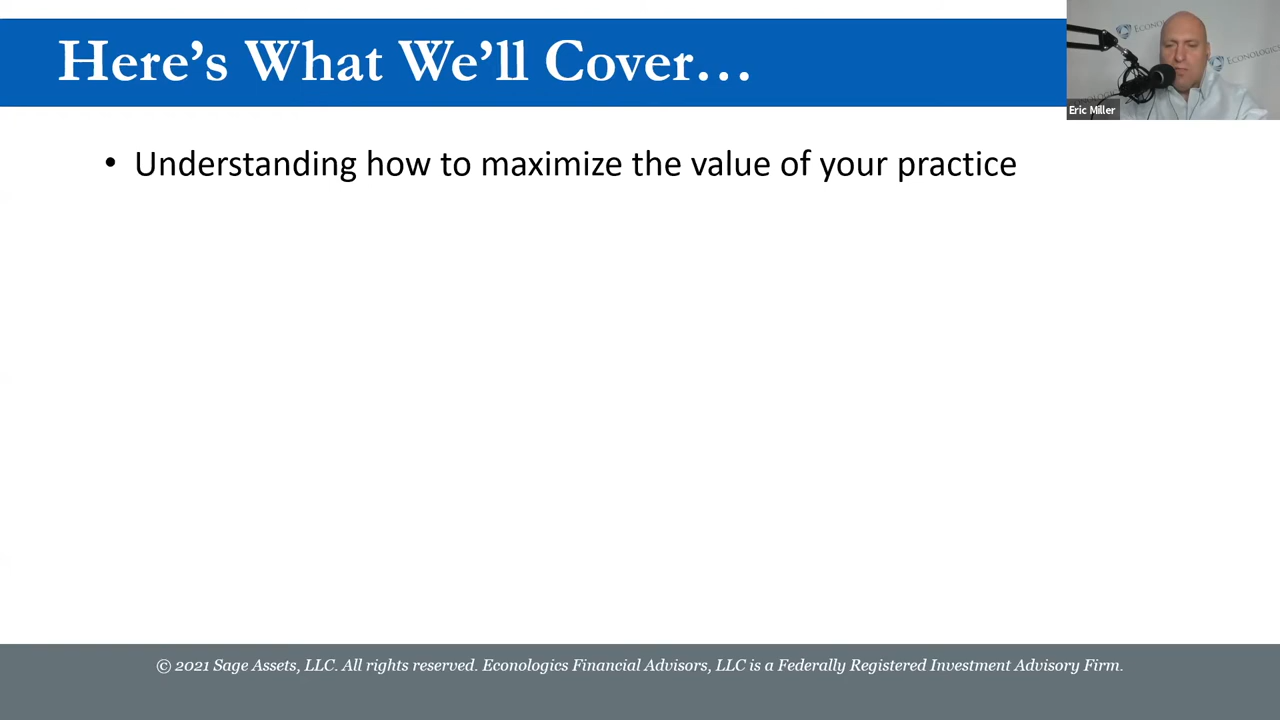 Here's What We'll Cover…
ECONOLOGIC
Eric Miller
• Understanding how to maximize the value of your practice
© 2021 Sage Assets, LLC. All rights reserved. Econologics Financial Advisors, LLC is a Federally Registered Investment Advisory Firm.